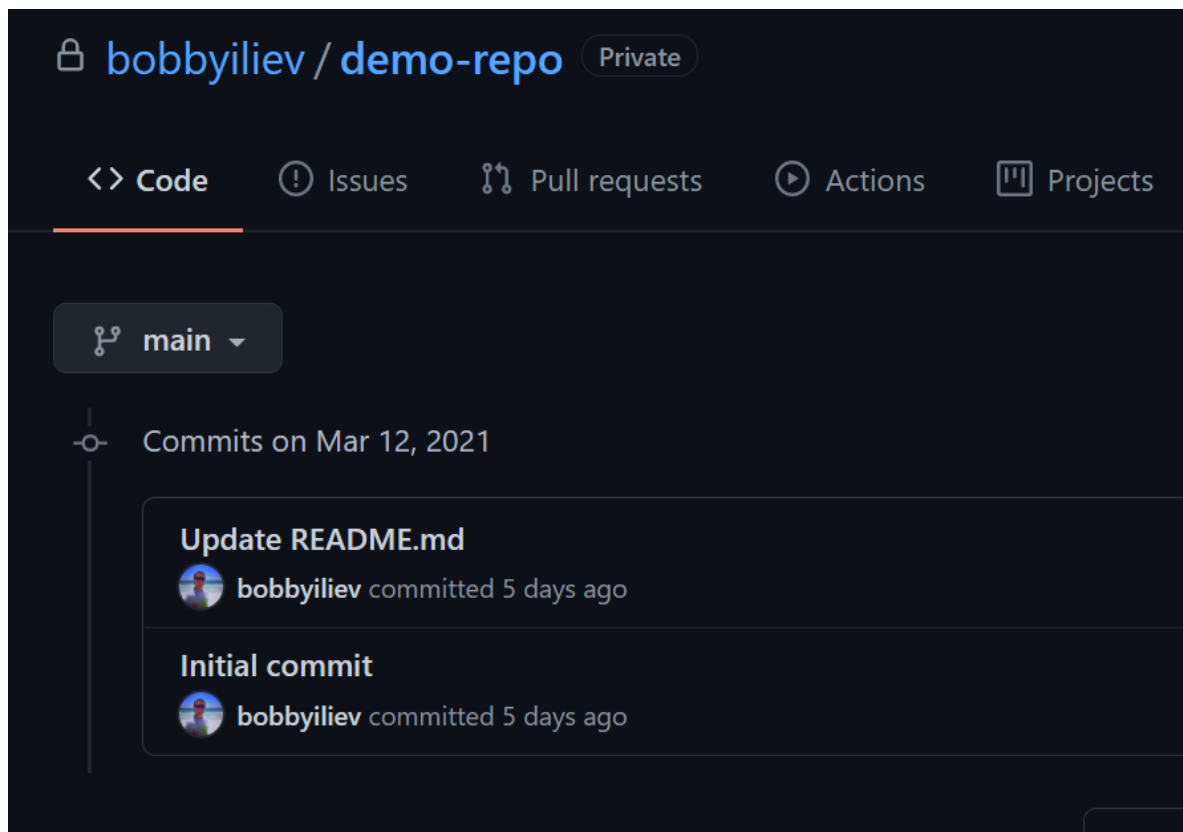 bobbyiliev / demo-repo Private
Code Issues Pull requests Actions Projects
main
Commits on Mar 12, 2021
Update README.md
bobbyiliev committed 5 days ago
Initial commit
bobbyiliev committed 5 days ago